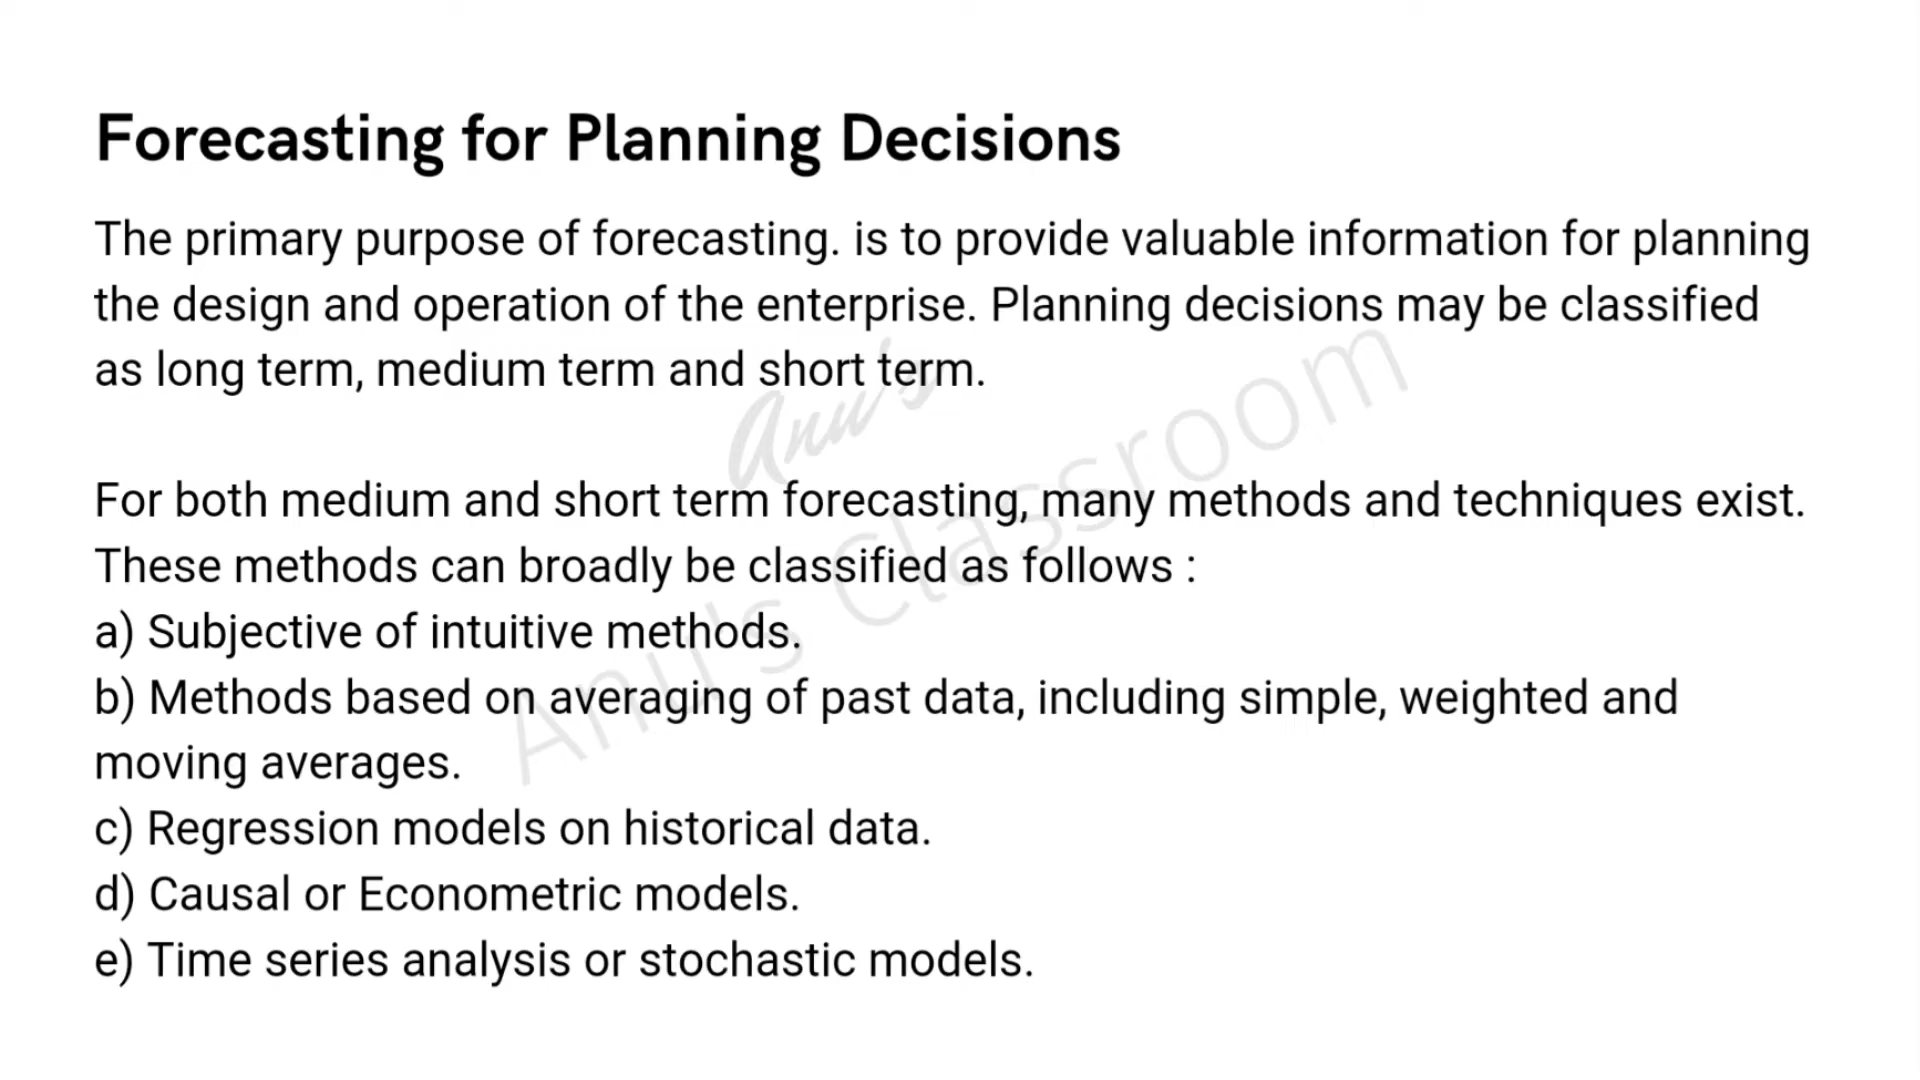 Forecasting for Planning Decisions
The primary purpose of forecasting. is to provide valuable information for planning
the design and operation of the enterprise. Planning decisions may be classified
as long term, medium term and short term.
For both medium and short term forecasting, many methods and techniques exist.
These methods can broadly be classified as follows :
a) Subjective of intuitive methods.
b) Methods based on averaging of past data, including simple, weighted and
moving averages.
c) Regression models on historical data.
d) Causal or Econometric models.
e) Time series analysis or stochastic models.
Anu's
Anu's Classroom